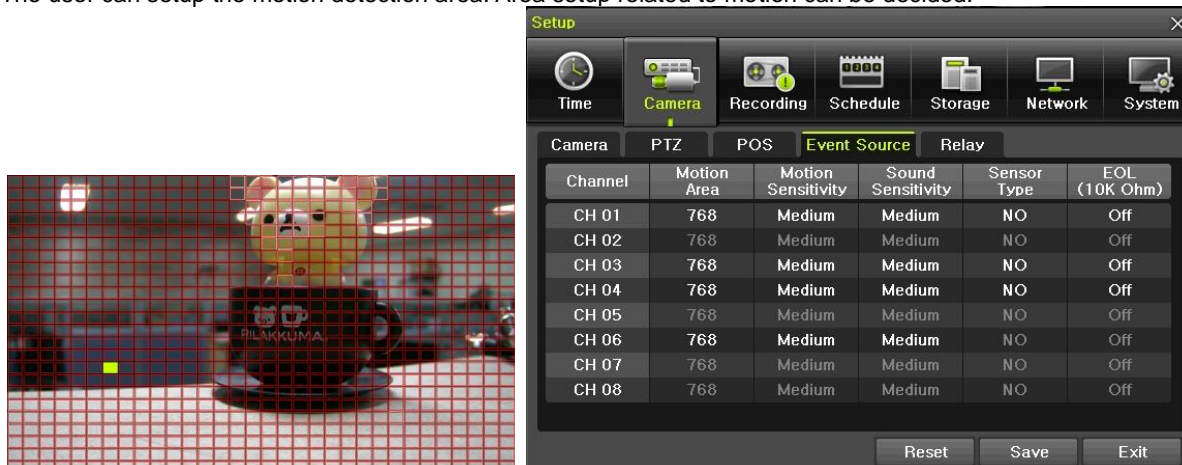 The user can setup the motion detection area. Area setup related to motion can be decided.
Setup
Time Camera Recording Schedule Storage Network System
Camera PTZ POS Event Source Relay
Channel Motion Area Motion Sensitivity Sound Sensitivity Sensor Type EOL (10K Ohm)
CH 01 768 Medium Medium NO Off
CH 02 768 Medium Medium NO Off
CH 03 768 Medium Medium NO Off
CH 04 768 Medium Medium NO Off
CH 05 768 Medium Medium NO Off
CH 06 768 Medium Medium NO Off
CH 07 768 Medium Medium NO Off
CH 08 768 Medium Medium NO Off
Reset Save Exit
RILAKKUMA